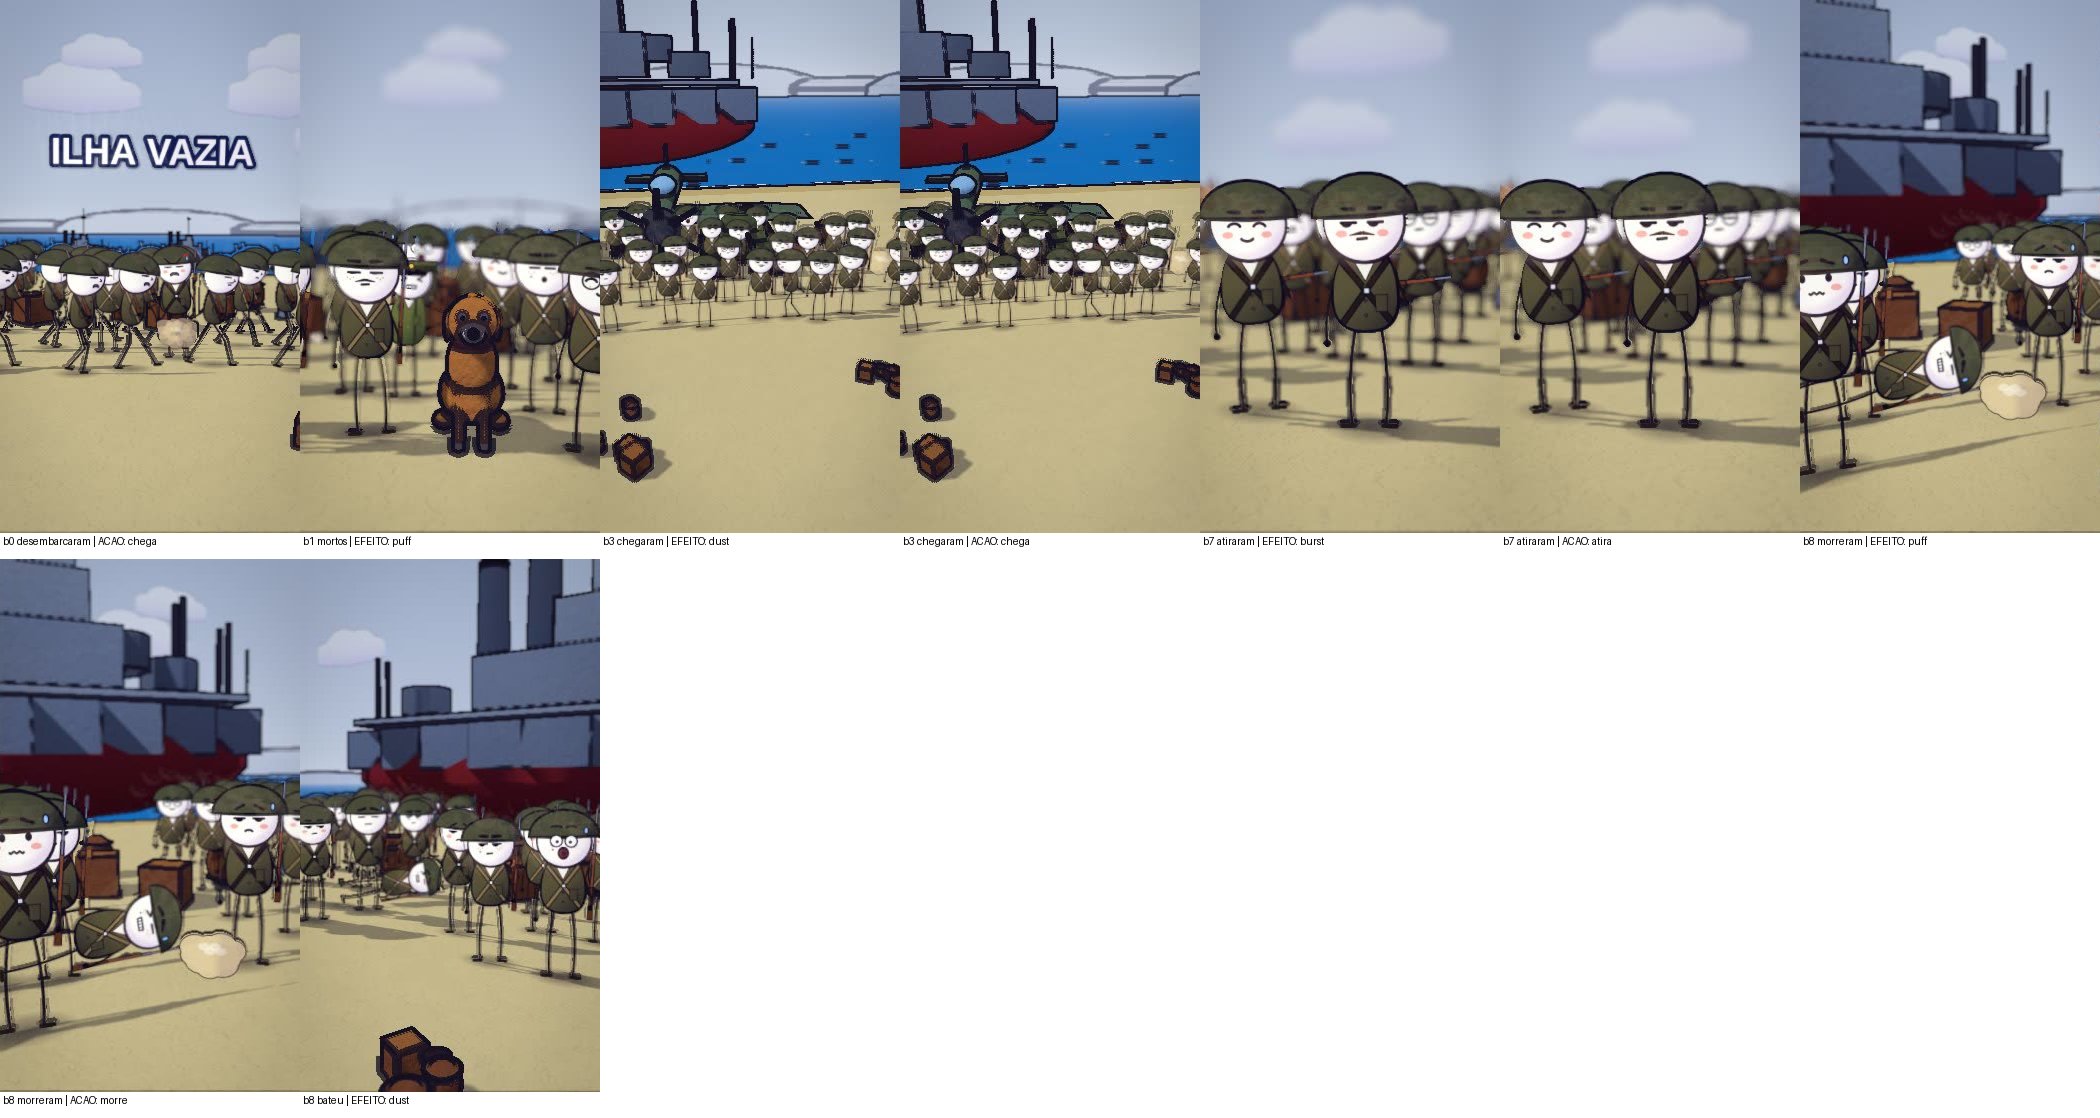 ILHA VAZIA
b0 desembarcaram | ACAO: chega
b1 mortos | EFEITO: puff
b3 chegaram | EFEITO: dust
b3 chegaram | ACAO: chega
b7 atiraram | EFEITO: burst
b7 atiraram | ACAO: atira
b8 morreram | EFEITO: puff
b8 morreram | ACAO: morre
b8 bateu | EFEITO: dust